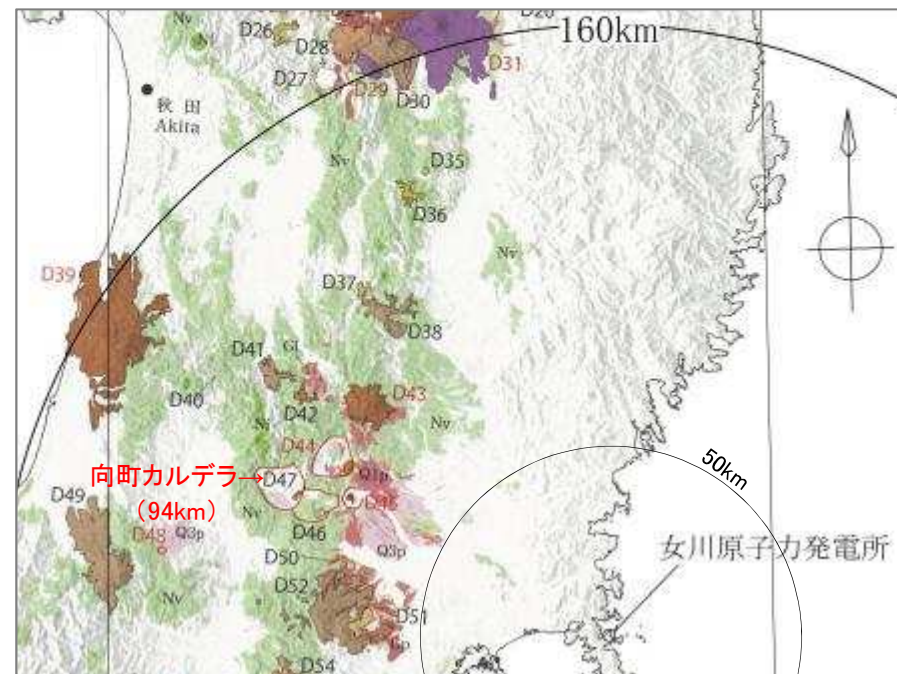 Nv
D26
D28
D27
D29
D30
D31
160km
秋田
Akita
Nv
D35
D36
Nv
D39
D37
D38
D41
D40
D42
D43
Nv
D44
向町カルデラ→
（94km）
D47
Nv
D46
Q3p
D49
D48
Q3p
Nv
D50
D52
D51
D54
50km
女川原子力発電所